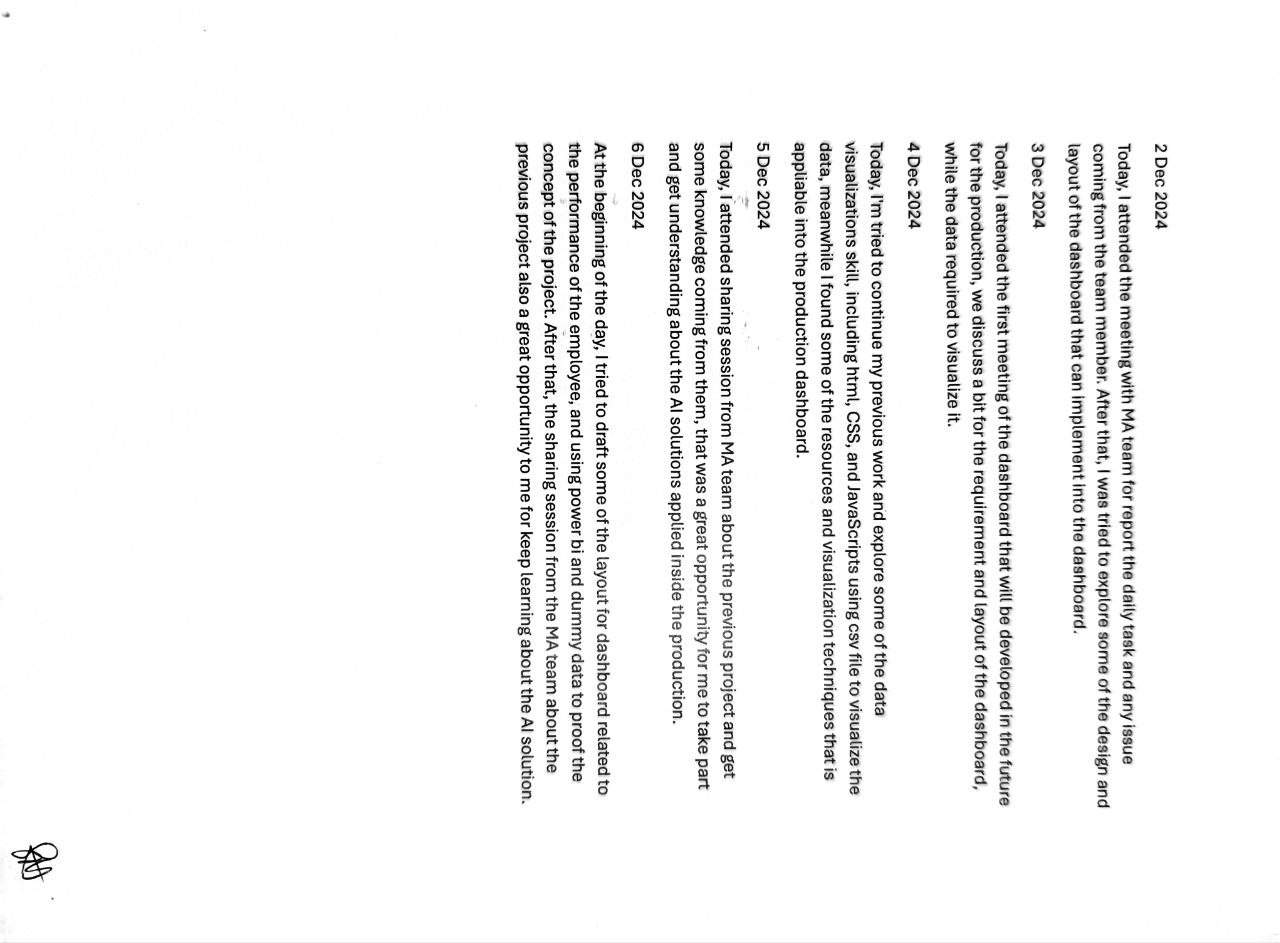 2 Dec 2024
Today, I attended the meeting with MA team for report the daily task and any issue
coming from the team member. After that, I was tried to explore some of the design and
layout of the dashboard that can implement into the dashboard.
3 Dec 2024
Today, I attended the first meeting of the dashboard that will be developed in the future
for the production, we discuss a bit for the requirement and layout of the dashboard,
while the data required to visualize it.
4 Dec 2024
Today, I'm tried to continue my previous work and explore some of the data
visualizations skill, including html, CSS, and JavaScripts using csv file to visualize the
data, meanwhile I found some of the resources and visualization techniques that is
appliable into the production dashboard.
5 Dec 2024
Today, I attended sharing session from MA team about the previous project and get
some knowledge coming from them, that was a great opportunity for me to take part
and get understanding about the AI solutions applied inside the production.
6 Dec 2024
At the beginning of the day, I tried to draft some of the layout for dashboard related to
the performance of the employee, and using power bi and dummy data to proof the
concept of the project. After that, the sharing session from the MA team about the
previous project also a great opportunity to me for keep learning about the AI solution.